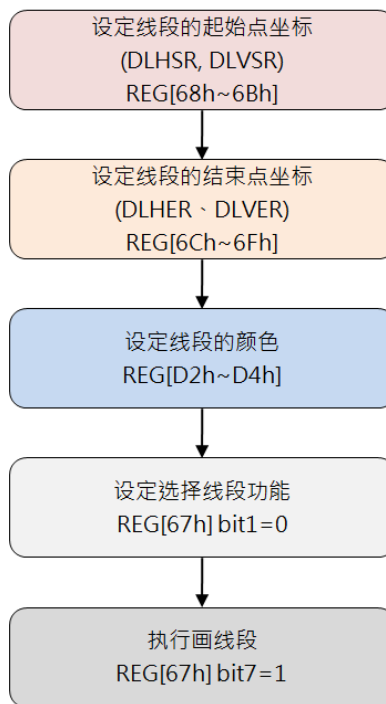 设定线段的起始点坐标
(DLHSR, DLVSR)
REG[68h~6Bh]
设定线段的结束点坐标
(DLHER、DLVER)
REG[6Ch~6Fh]
设定线段的颜色
REG[D2h~D4h]
设定选择线段功能
REG[67h] bit1=0
执行画线段
REG[67h] bit7=1